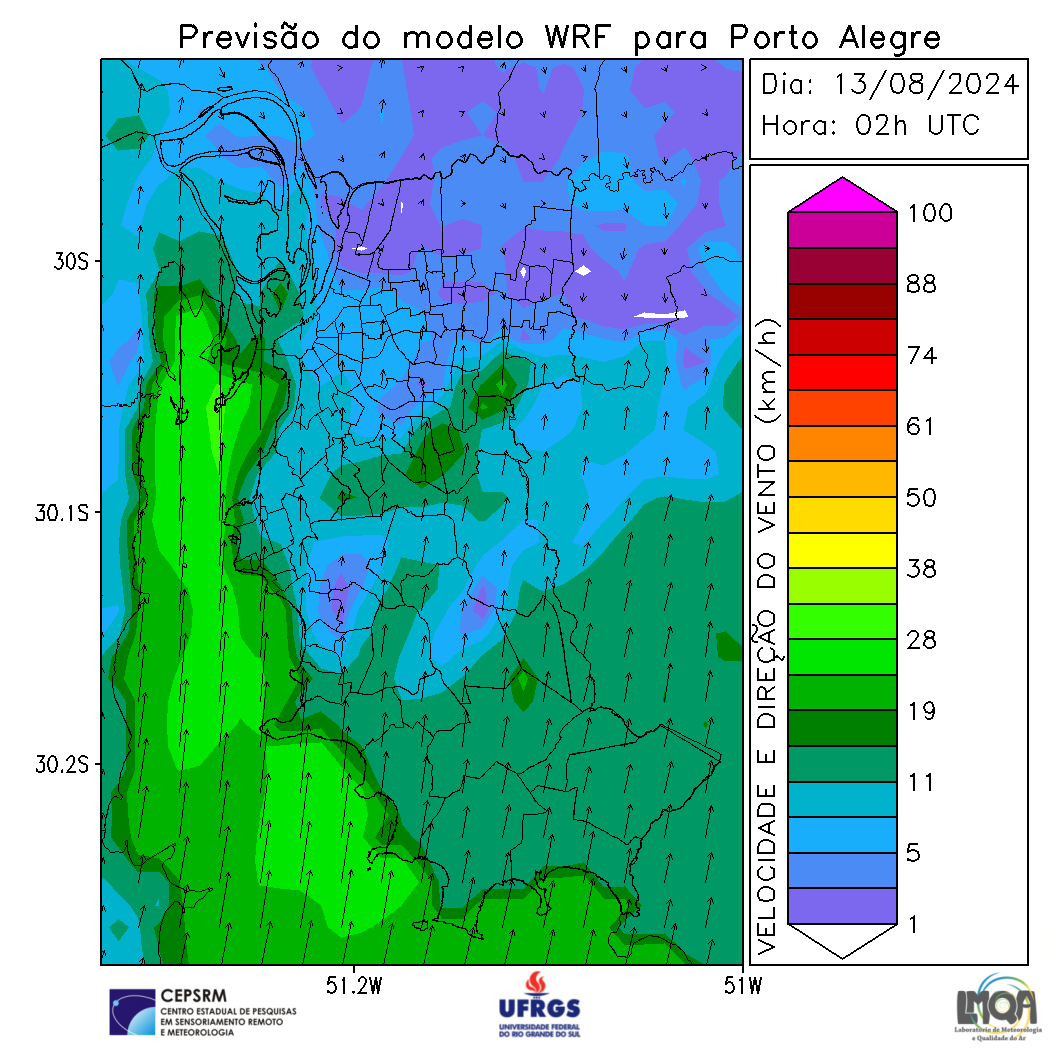 Previsão do modelo WRF para Porto Alegre
Dia: 13/08/2024
Hora: 02h UTC
30S
30.1S
30.2S
51.2W
51W
VELOCIDADE E DIREÇÃO DO VENTO (km/h)
100
88
74
61
50
38
28
19
11
5
1
CEPSRM
CENTRO ESTADUAL DE PESQUISAS
EM SENSORIAMENTO REMOTO
E METEOROLOGIA
UFRGS
UNIVERSIDADE FEDERAL
DO RIO GRANDE DO SUL
LMQA
Laboratório de Meteorologia
e Qualidade do Ar